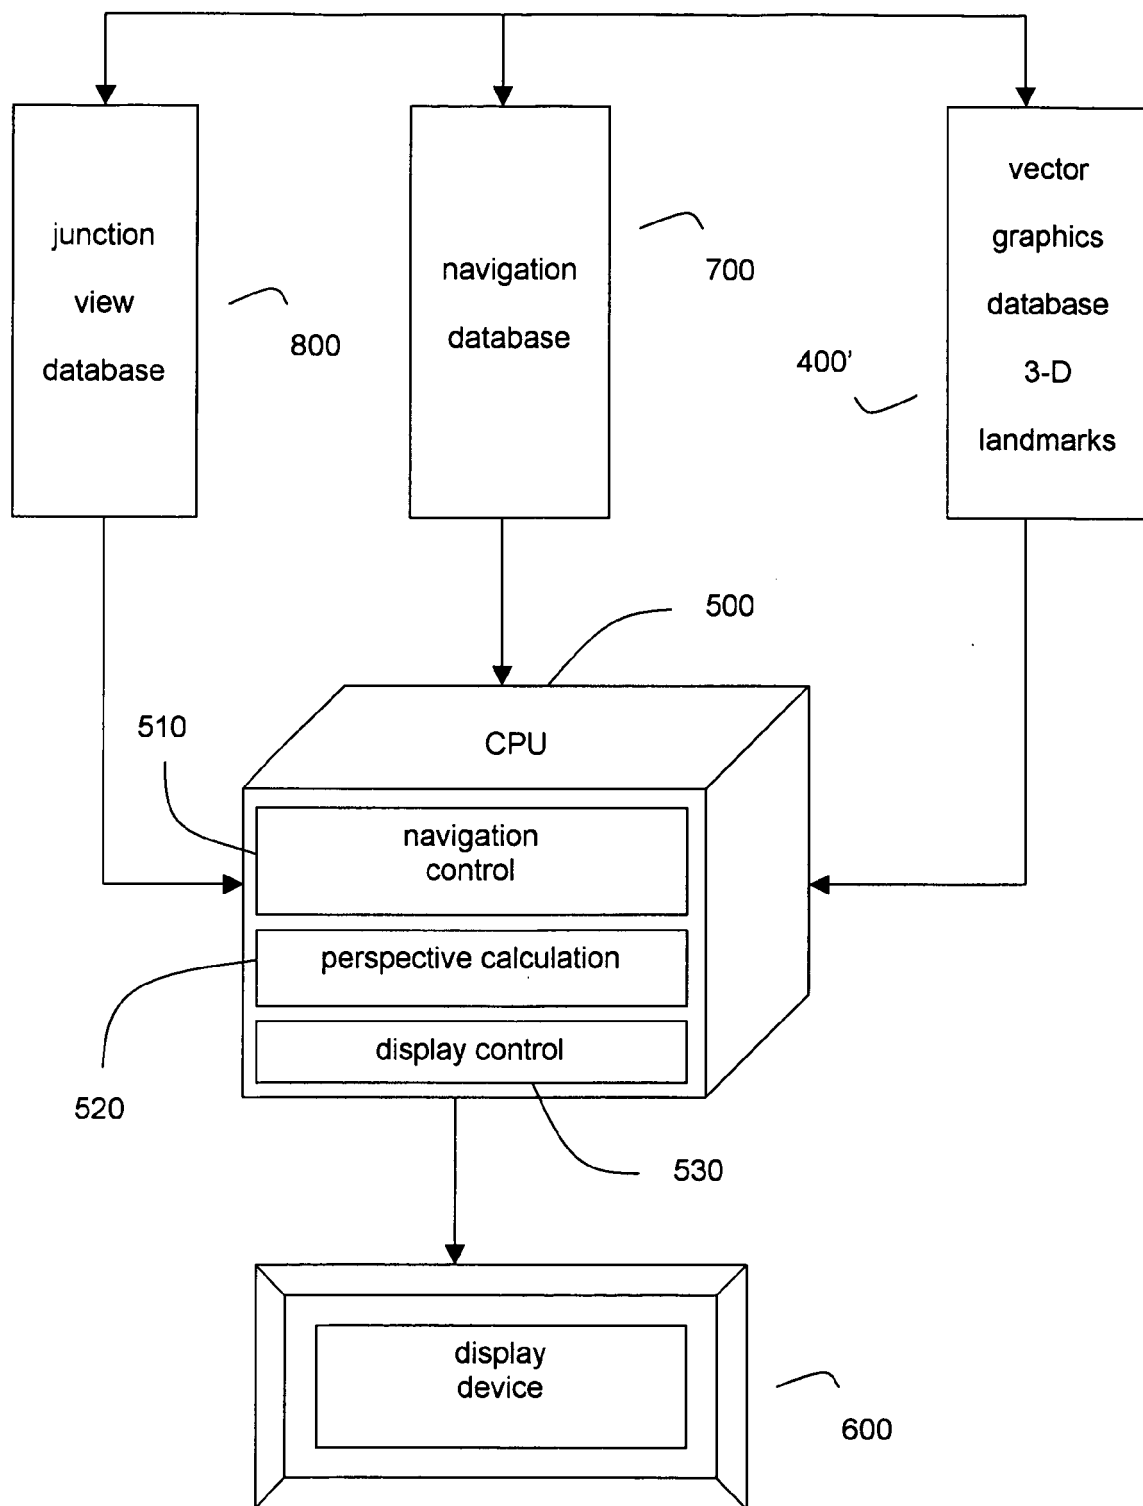 junction
view
database
800
navigation
database
700
vector
graphics
database
3-D
landmarks
400'
500
CPU
510
navigation
control
perspective calculation
display control
520
530
display
device
600